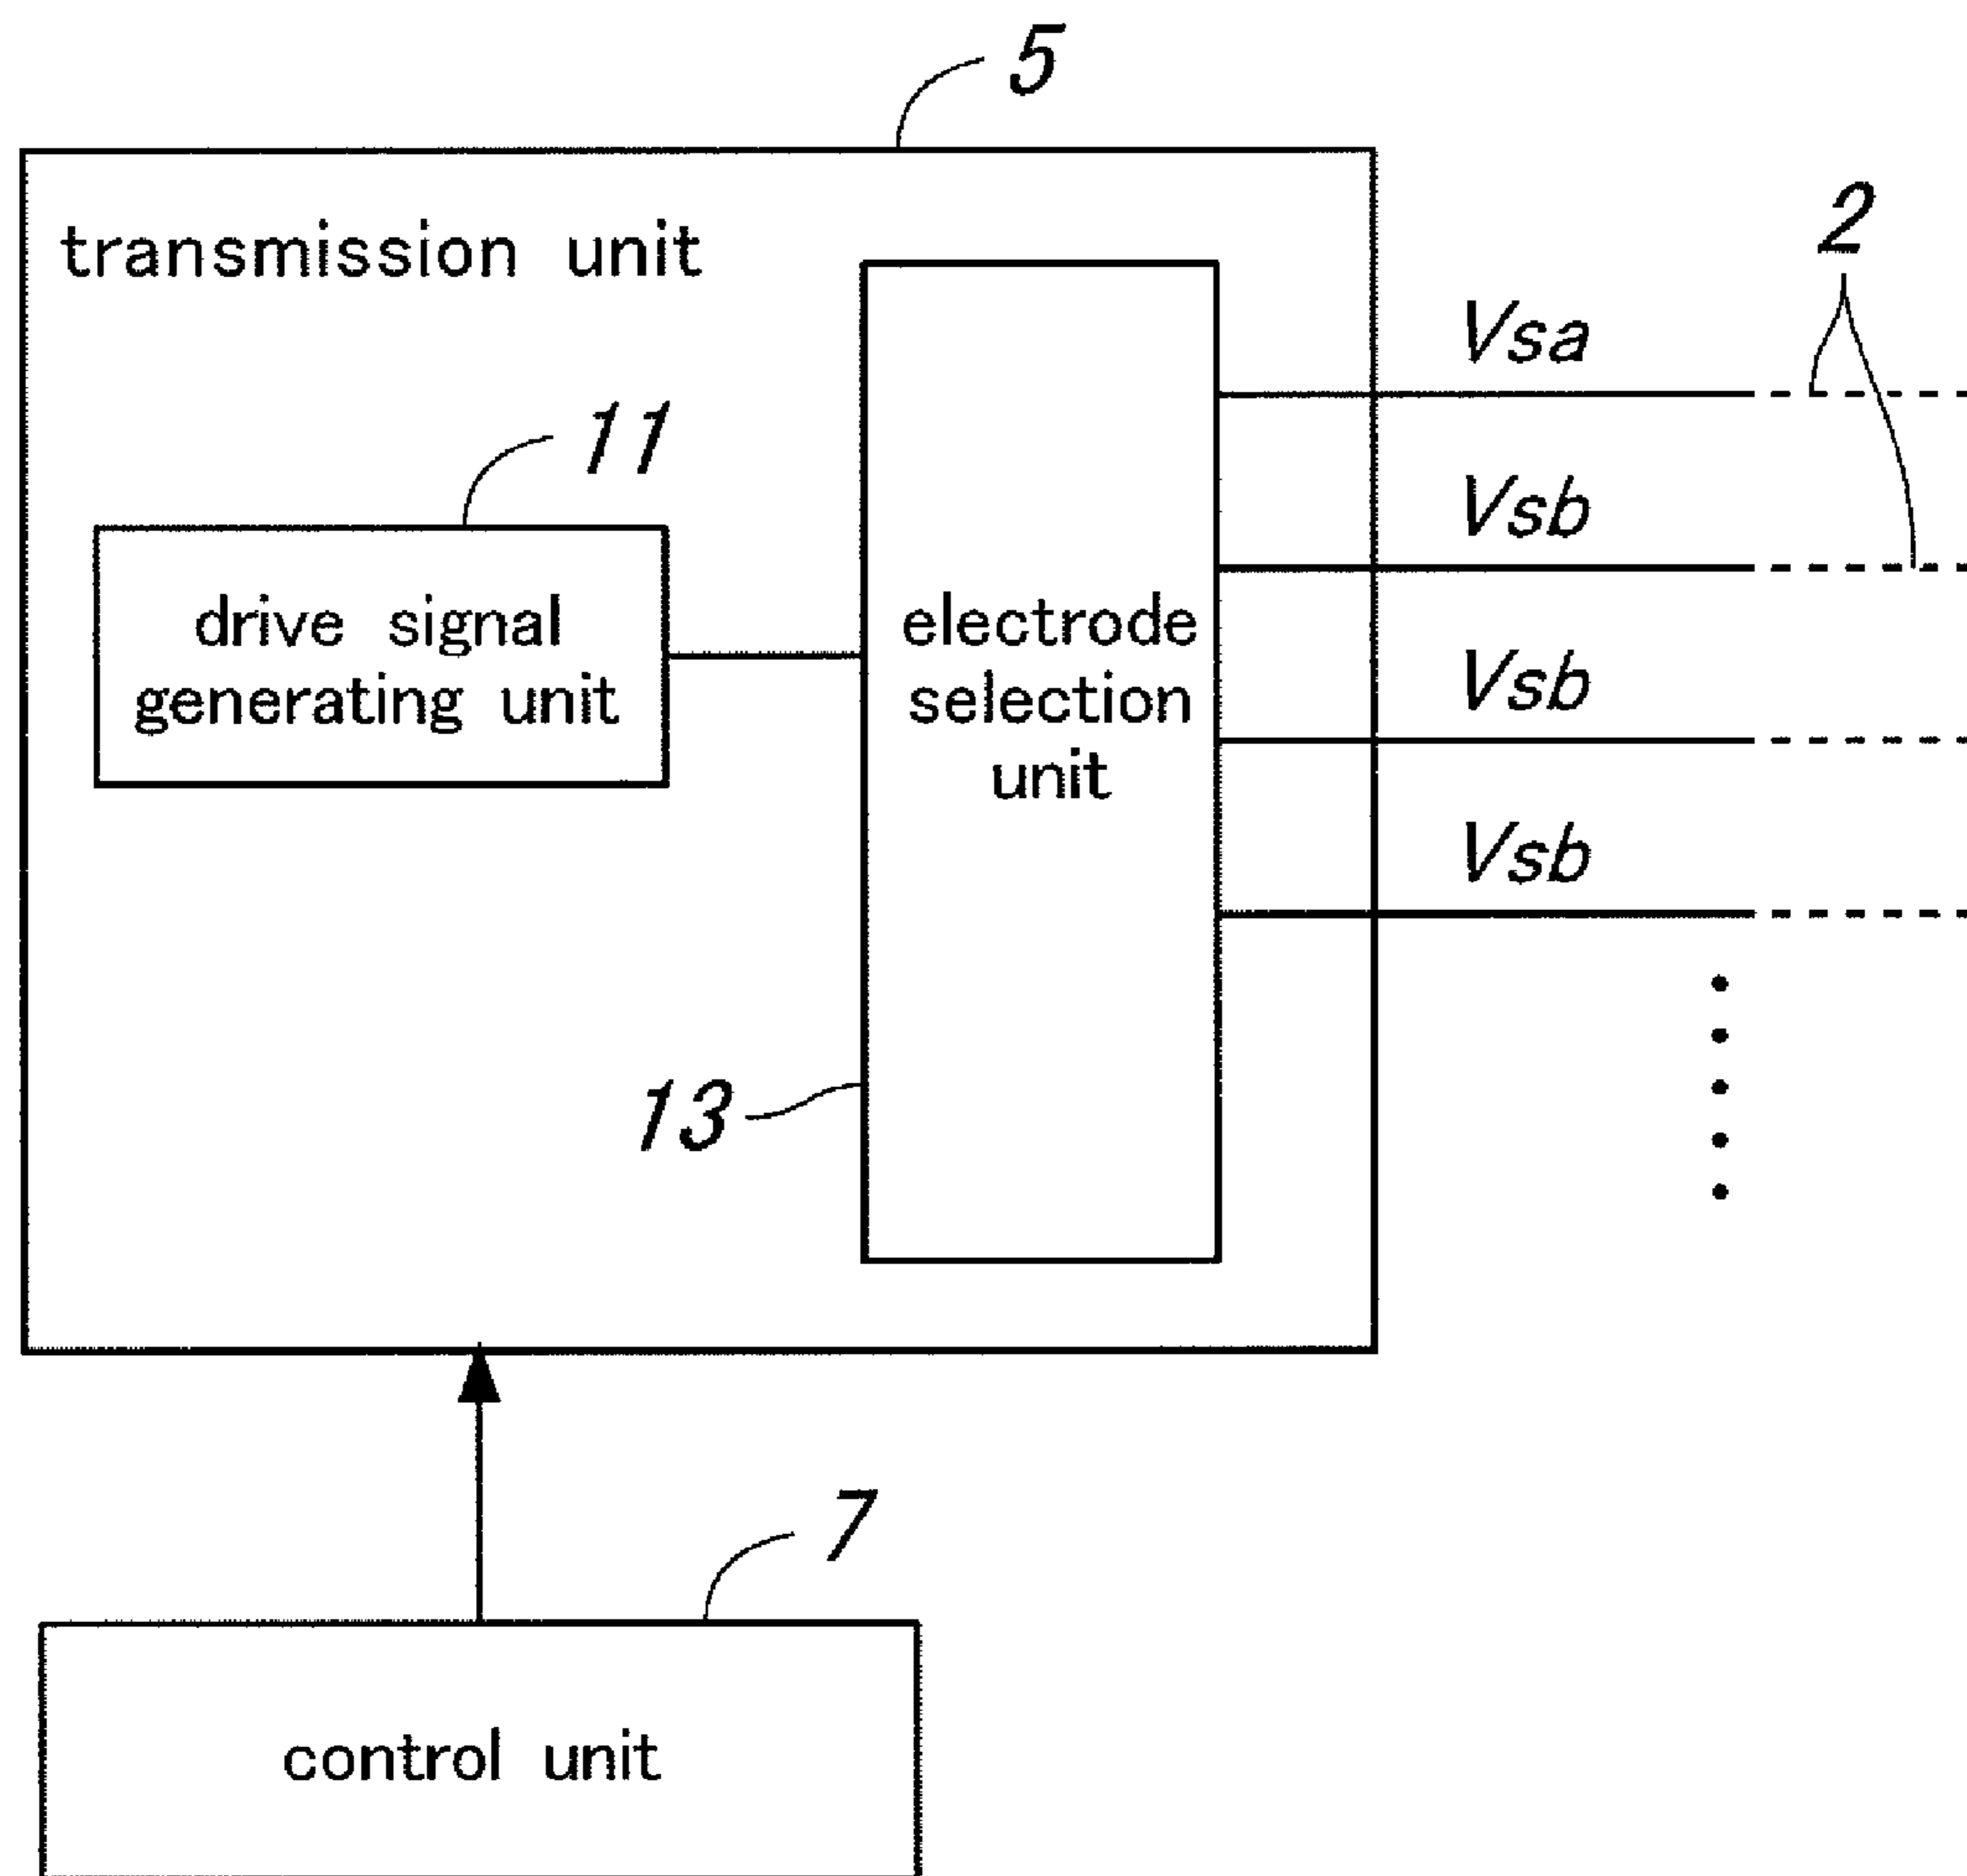 5
transmission unit
2
Vsa
11
Vsb
drive signal
generating unit
electrode
selection
unit
Vsb
Vsb
13
7
control unit